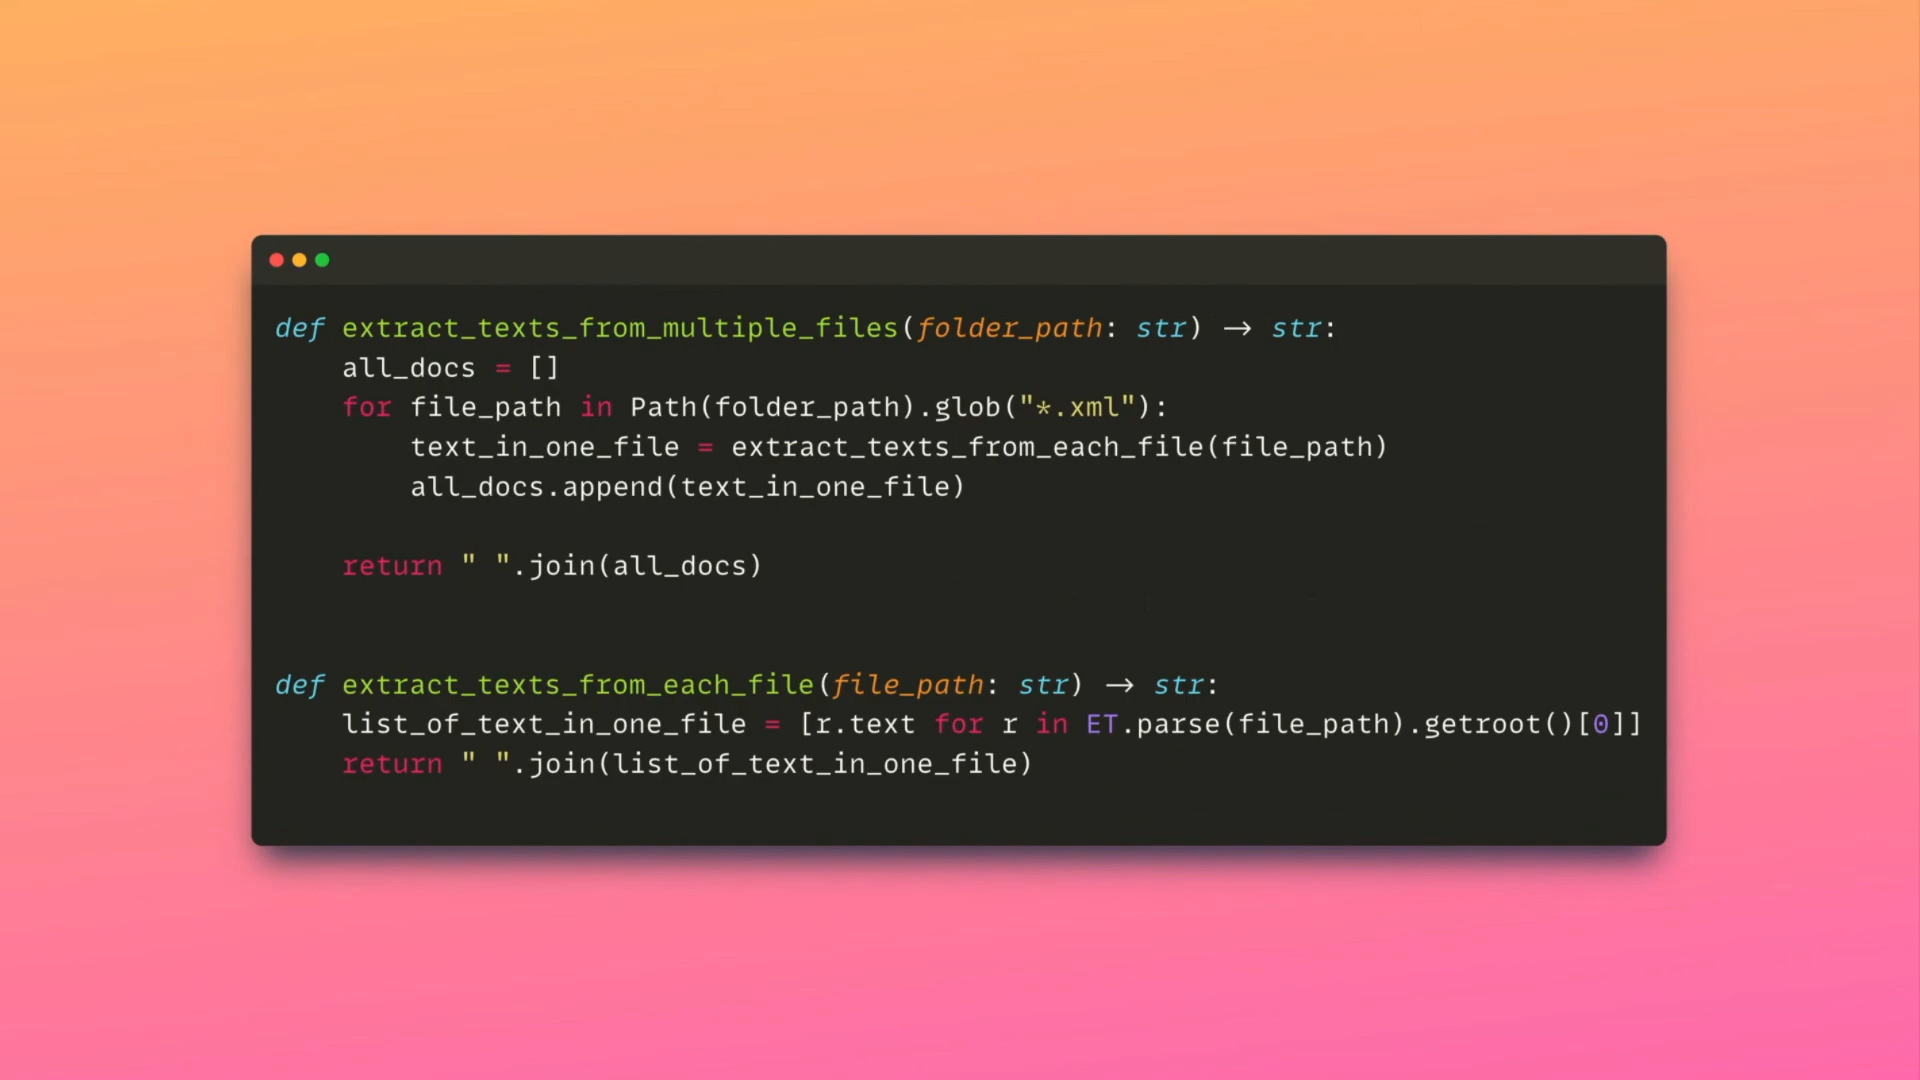 def extract_texts_from_multiple_files(folder_path: str) → str:
    all_docs = []
    for file_path in Path(folder_path).glob("*.xml"):
        text_in_one_file = extract_texts_from_each_file(file_path)
        all_docs.append(text_in_one_file)
    return " ".join(all_docs)
def extract_texts_from_each_file(file_path: str) → str:
    list_of_text_in_one_file = [r.text for r in ET.parse(file_path).getroot()[0]]
    return " ".join(list_of_text_in_one_file)